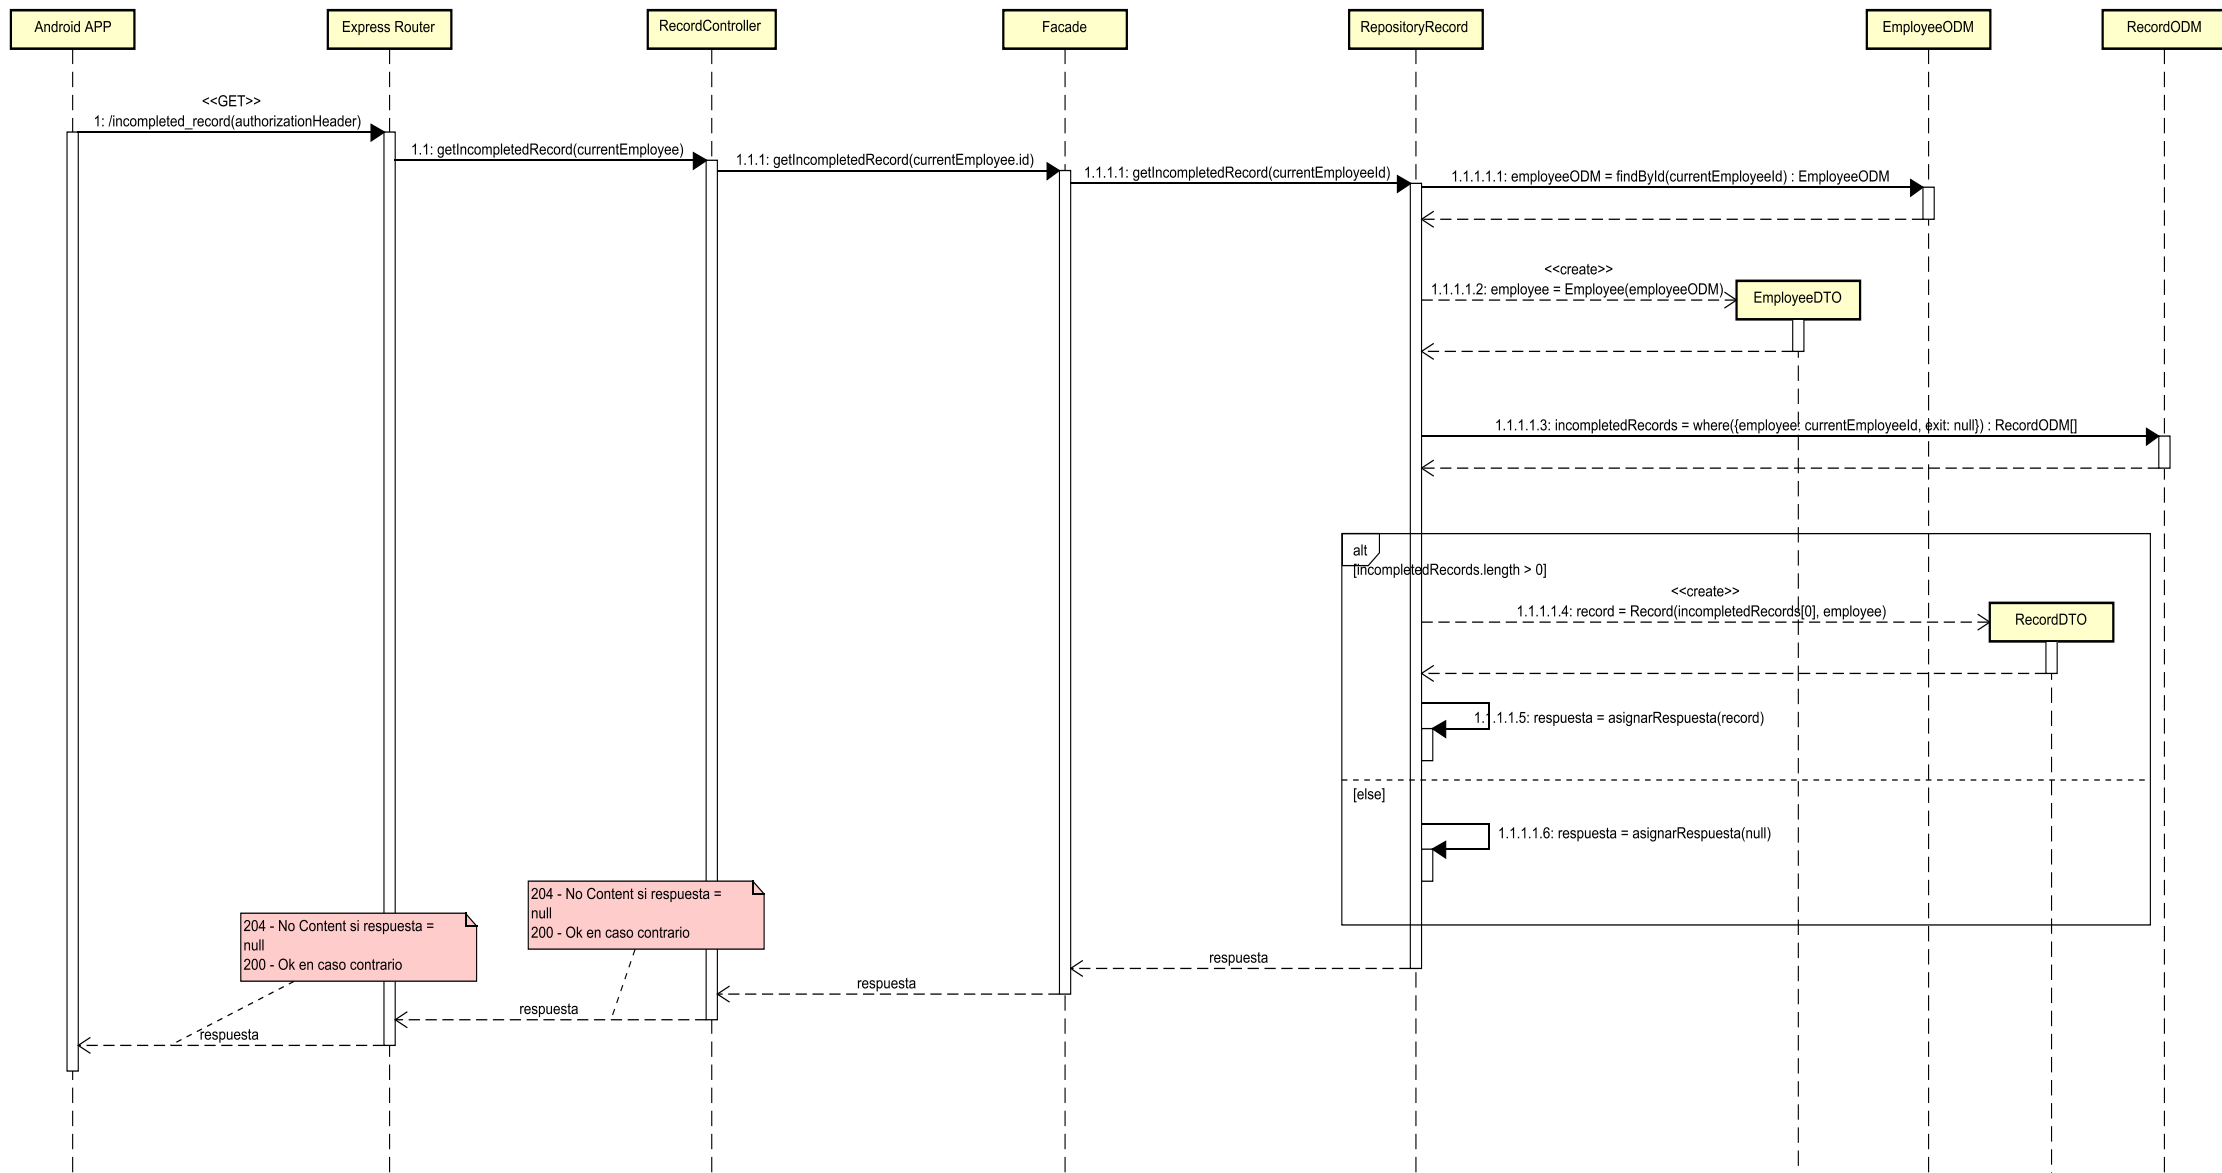 Android APP
Express Router
RecordController
Facade
RepositoryRecord
EmployeeODM
RecordODM
<<GET>>
1: /incompleted_record(authorizationHeader)
1.1: getIncompletedRecord(currentEmployee)
1.1.1: getIncompletedRecord(currentEmployee.id)
1.1.1.1: getIncompletedRecord(currentEmployeeId)
1.1.1.1.1: employeeODM = findById(currentEmployeeId) : EmployeeODM
<<create>>
1.1.1.1.2: employee = Employee(employeeODM)
EmployeeDTO
1.1.1.1.3: incompletedRecords = where({employee: currentEmployeeId, exit: null}) : RecordODM[]
alt
[incompletedRecords.length > 0]
<<create>>
1.1.1.1.4: record = Record(incompletedRecords[0], employee)
RecordDTO
1.1.1.1.5: respuesta = asignarRespuesta(record)
[else]
1.1.1.1.6: respuesta = asignarRespuesta(null)
204 - No Content si respuesta =
null
200 - Ok en caso contrario
204 - No Content si respuesta =
null
200 - Ok en caso contrario
respuesta
respuesta
respuesta
respuesta